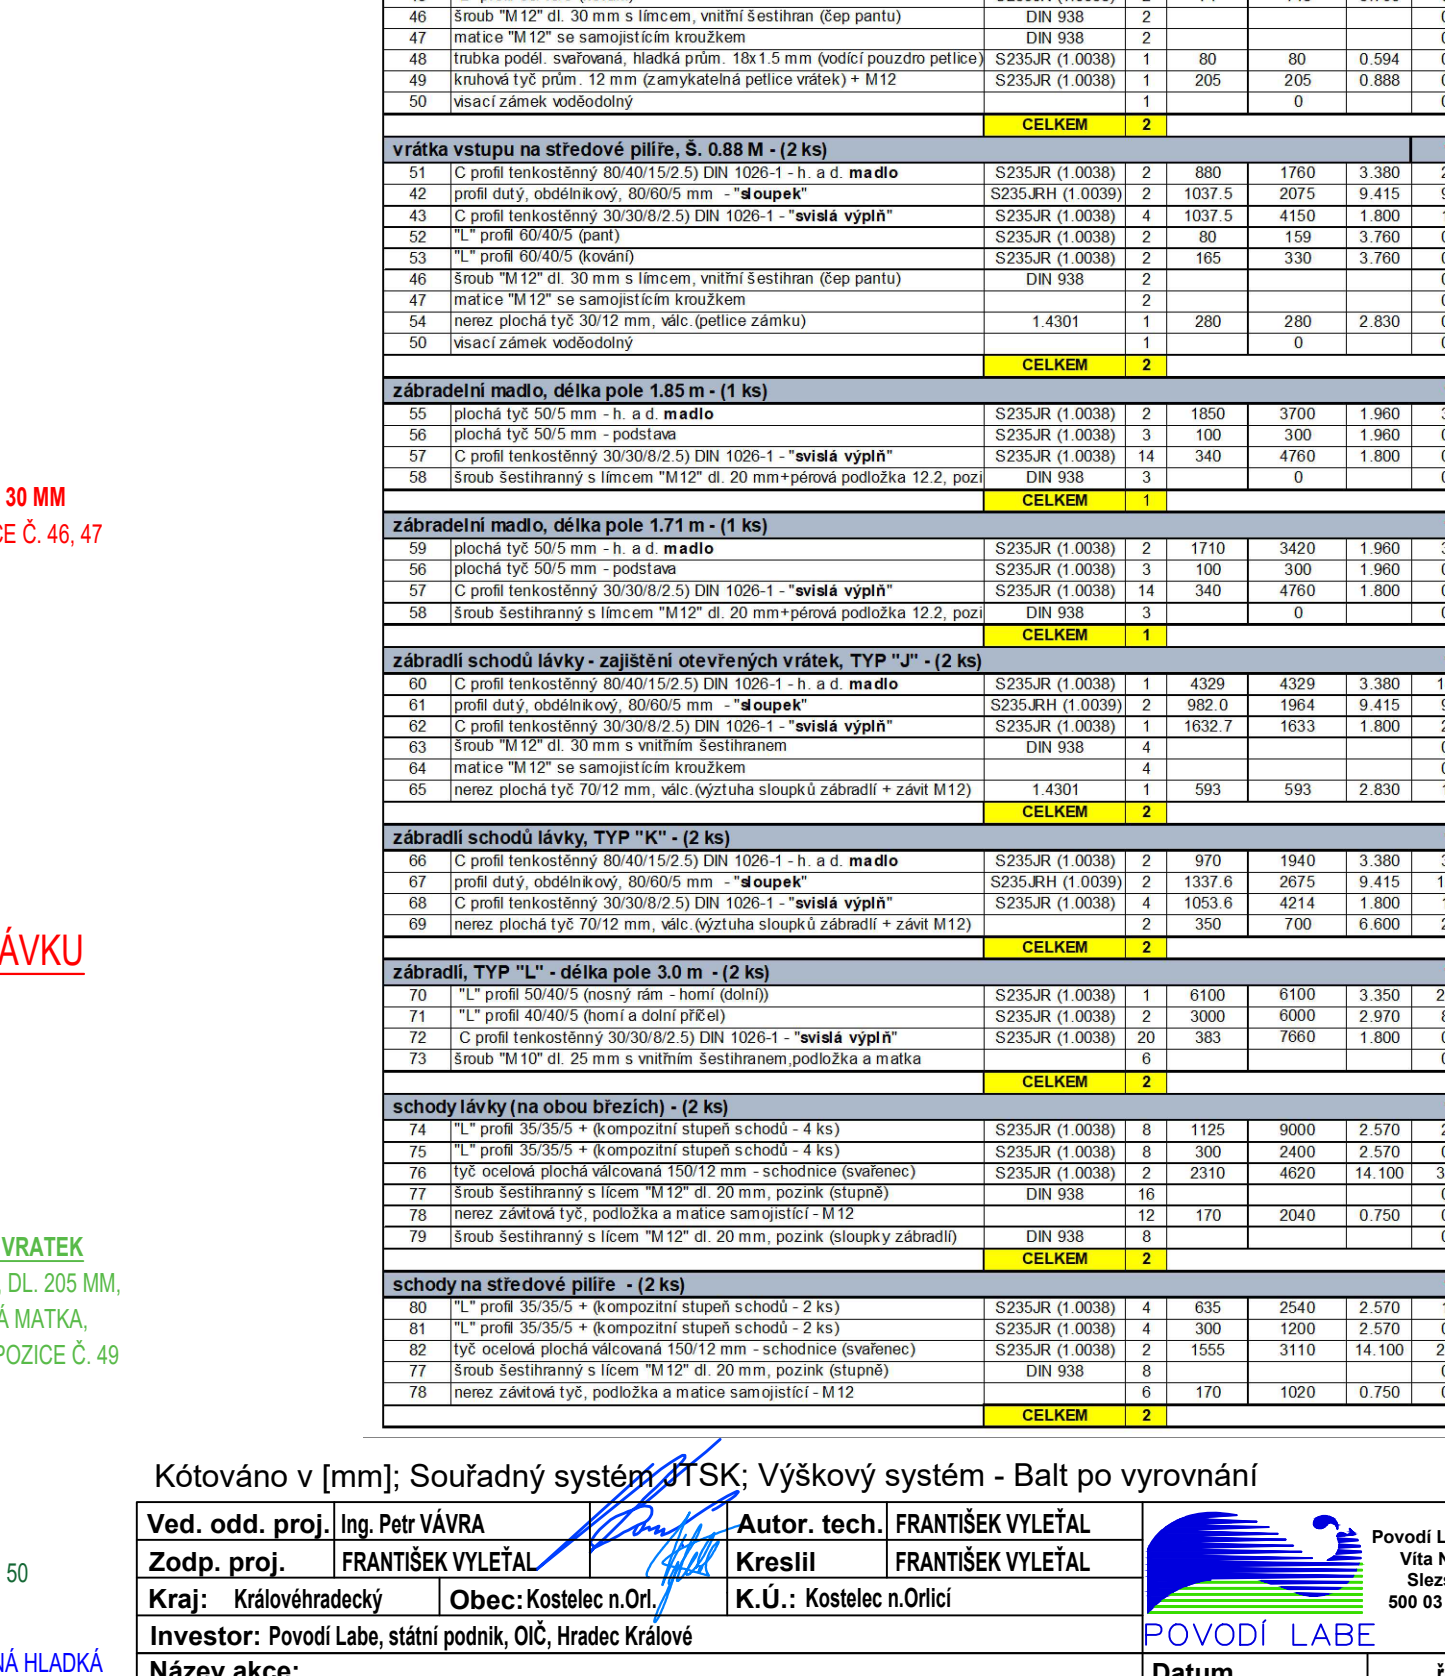 46 šroub "M12" dl. 30 mm s límcem, vnitřní šestihran (čep pantu) DIN 938 2
47 matice "M12" se samojistícím kroužkem DIN 938 2
48 trubka podél. svařovaná, hladká prům. 18x1.5 mm (vodící pouzdro petlice) S235JR (1.0038) 1 80 80 0.594
49 kruhová tyč prům. 12 mm (zamykatelná petlice vrátek) + M12 S235JR (1.0038) 1 205 205 0.888
50 visací zámek voděodolný 1 0
CELKEM 2
vrátka vstupu na středové pilíře, Š. 0.88 M - (2 ks)
51 C profil tenkostěnný 80/40/15/2.5) DIN 1026-1 - h. a d. madlo S235JR (1.0038) 2 880 1760 3.380
42 profil dutý, obdélnikový, 80/60/5 mm - "sloupek" S235JRH (1.0039) 2 1037.5 2075 9.415
43 C profil tenkostěnný 30/30/8/2.5) DIN 1026-1 - "svislá výplň" S235JR (1.0038) 4 1037.5 4150 1.800
52 "L" profil 60/40/5 (pant) S235JR (1.0038) 2 80 159 3.760
53 "L" profil 60/40/5 (kování) S235JR (1.0038) 2 165 330 3.760
46 šroub "M12" dl. 30 mm s límcem, vnitřní šestihran (čep pantu) DIN 938 2
47 matice "M12" se samojistícím kroužkem 2
54 nerez plochá tyč 30/12 mm, válc.(petlice zámku) 1.4301 1 280 280 2.830
50 visací zámek voděodolný 1 0
CELKEM 2
zábradelní madlo, délka pole 1.85 m - (1 ks)
55 plochá tyč 50/5 mm - h. a d. madlo S235JR (1.0038) 2 1850 3700 1.960
56 plochá tyč 50/5 mm - podstava S235JR (1.0038) 3 100 300 1.960
57 C profil tenkostěnný 30/30/8/2.5) DIN 1026-1 - "svislá výplň" S235JR (1.0038) 14 340 4760 1.800
58 šroub šestihranný s límcem "M12" dl. 20 mm+pérová podložka 12.2, pozi DIN 938 3 0
CELKEM 1
30 MM
CE Č. 46, 47
zábradelní madlo, délka pole 1.71 m - (1 ks)
59 plochá tyč 50/5 mm - h. a d. madlo S235JR (1.0038) 2 1710 3420 1.960
56 plochá tyč 50/5 mm - podstava S235JR (1.0038) 3 100 300 1.960
57 C profil tenkostěnný 30/30/8/2.5) DIN 1026-1 - "svislá výplň" S235JR (1.0038) 14 340 4760 1.800
58 šroub šestihranný s límcem "M12" dl. 20 mm+pérová podložka 12.2, pozi DIN 938 3 0
CELKEM 1
zábradlí schodů lávky - zajištění otevřených vrátek, TYP "J" - (2 ks)
60 C profil tenkostěnný 80/40/15/2.5) DIN 1026-1 - h. a d. madlo S235JR (1.0038) 1 4329 4329 3.380
61 profil dutý, obdélnikový, 80/60/5 mm - "sloupek" S235JRH (1.0039) 2 982.0 1964 9.415
62 C profil tenkostěnný 30/30/8/2.5) DIN 1026-1 - "svislá výplň" S235JR (1.0038) 1 1632.7 1633 1.800
63 šroub "M12" dl. 30 mm s vnitřním šestihranem DIN 938 4
64 matice "M12" se samojistícím kroužkem 4
65 nerez plochá tyč 70/12 mm, válc.(výztuha sloupků zábradlí + závit M12) 1.4301 1 593 593 2.830
CELKEM 2
zábradlí schodů lávky, TYP "K" - (2 ks)
66 C profil tenkostěnný 80/40/15/2.5) DIN 1026-1 - h. a d. madlo S235JR (1.0038) 2 970 1940 3.380
67 profil dutý, obdélnikový, 80/60/5 mm - "sloupek" S235JRH (1.0039) 2 1337.6 2675 9.415
68 C profil tenkostěnný 30/30/8/2.5) DIN 1026-1 - "svislá výplň" S235JR (1.0038) 4 1053.6 4214 1.800
69 nerez plochá tyč 70/12 mm, válc.(výztuha sloupků zábradlí + závit M12) 2 350 700 6.600
CELKEM 2
ÁVKU
zábradlí, TYP "L" - délka pole 3.0 m - (2 ks)
70 "L" profil 50/40/5 (nosný rám - horní (dolní)) S235JR (1.0038) 1 6100 6100 3.350
71 "L" profil 40/40/5 (horní a dolní příčel) S235JR (1.0038) 2 3000 6000 2.970
72 C profil tenkostěnný 30/30/8/2.5) DIN 1026-1 - "svislá výplň" S235JR (1.0038) 20 383 7660 1.800
73 šroub "M10" dl. 25 mm s vnitřním šestihranem,podložka a matka 6
CELKEM 2
schody lávky (na obou březích) - (2 ks)
74 "L" profil 35/35/5 + (kompozitní stupeň schodů - 4 ks) S235JR (1.0038) 8 1125 9000 2.570
75 "L" profil 35/35/5 + (kompozitní stupeň schodů - 4 ks) S235JR (1.0038) 8 300 2400 2.570
76 tyč ocelová plochá válcovaná 150/12 mm - schodnice (svařenec) S235JR (1.0038) 2 2310 4620 14.100
77 šroub šestihranný s lícem "M12" dl. 20 mm, pozink (stupně) DIN 938 16
78 nerez závitová tyč, podložka a matice samojistící - M12 12 170 2040 0.750
79 šroub šestihranný s lícem "M12" dl. 20 mm, pozink (sloupky zábradlí) DIN 938 8
CELKEM 2
VRATEK
, DL. 205 MM,
Á MATKA,
POZICE Č. 49
schody na středové pilíře - (2 ks)
80 "L" profil 35/35/5 + (kompozitní stupeň schodů - 2 ks) S235JR (1.0038) 4 635 2540 2.570
81 "L" profil 35/35/5 + (kompozitní stupeň schodů - 2 ks) S235JR (1.0038) 4 300 1200 2.570
82 tyč ocelová plochá válcovaná 150/12 mm - schodnice (svařenec) S235JR (1.0038) 2 1555 3110 14.100
77 šroub šestihranný s lícem "M12" dl. 20 mm, pozink (stupně) DIN 938 8
78 nerez závitová tyč, podložka a matice samojistící - M12 6 170 1020 0.750
CELKEM 2
Kótováno v [mm]; Souřadný systém JTSK; Výškový systém - Balt po vyrovnání
Ved. odd. proj. Ing. Petr VÁVRA Autor. tech. FRANTIŠEK VYLEŤAL
Zodp. proj. FRANTIŠEK VYLEŤAL Kreslil FRANTIŠEK VYLEŤAL
Kraj: Královéhradecký Obec: Kostelec n.Orl. K.Ú.: Kostelec n.Orlicí
Investor: Povodí Labe, státní podnik, OIČ, Hradec Králové
Název akce:
POVODÍ LABE
Povodí L
Víta N
Slezs
500 03
Datum
50
NÁ HLADKÁ